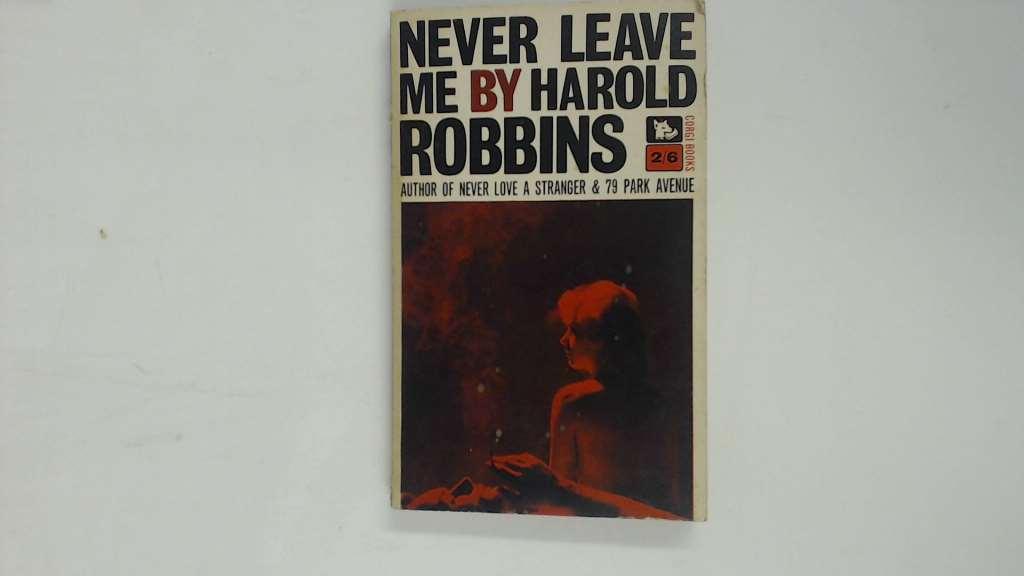 NEVER LEAVE
ME BY HAROLD
ROBBINS
CORGI BOOKS
2/6
AUTHOR OF NEVER LOVE A STRANGER & 79 PARK AVENUE